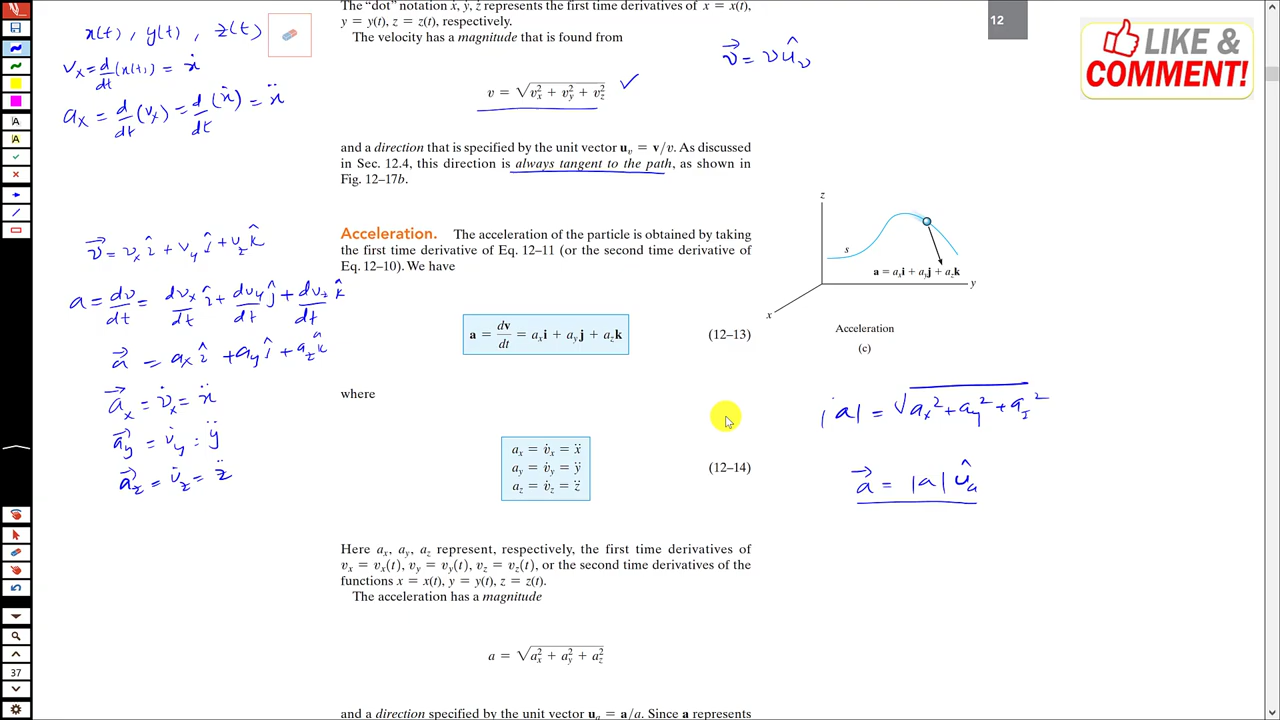 The “dot” notation ẋ, ẏ, ż represents the first time derivatives of x = x(t),
y = y(t), z = z(t), respectively.
The velocity has a magnitude that is found from
v = √(v_x² + v_y² + v_z²) ✓
and a direction that is specified by the unit vector u_v = v/v. As discussed
in Sec. 12.4, this direction is always tangent to the path, as shown in
Fig. 12–17b.
Acceleration. The acceleration of the particle is obtained by taking
the first time derivative of Eq. 12–11 (or the second time derivative of
Eq. 12–10). We have
a = dv/dt = a_x i + a_y j + a_z k (12–13)
where
a_x = v̇_x = ẍ
a_y = v̇_y = ÿ (12–14)
a_z = v̇_z = z̈
Here a_x, a_y, a_z represent, respectively, the first time derivatives of
v_x = v_x(t), v_y = v_y(t), v_z = v_z(t), or the second time derivatives of the
functions x = x(t), y = y(t), z = z(t).
The acceleration has a magnitude
a = √(a_x² + a_y² + a_z²)
and a direction specified by the unit vector u_a = a/a. Since a represents
x(t), y(t), z(t)
v_x = d/dt (x(t)) = ẋ
a_x = d/dt (v_x) = d/dt (ẋ) = ẍ
v⃗ = v_x î + v_y ĵ + v_z k̂
a = dv/dt = dv_x/dt î + dv_y/dt ĵ + dv_z/dt k̂
a⃗ = a_x î + a_y ĵ + a_z k̂
a⃗_x = v̇_x = ẍ
a⃗_y = v̇_y = ÿ
a⃗_z = v̇_z = z̈
37
12
v⃗ = v û_v
LIKE &
COMMENT!
z
s
a = a_x i + a_y j + a_z k
y
x
Acceleration
(c)
|a| = √(a_x² + a_y² + a_z²)
a⃗ = |a| û_a